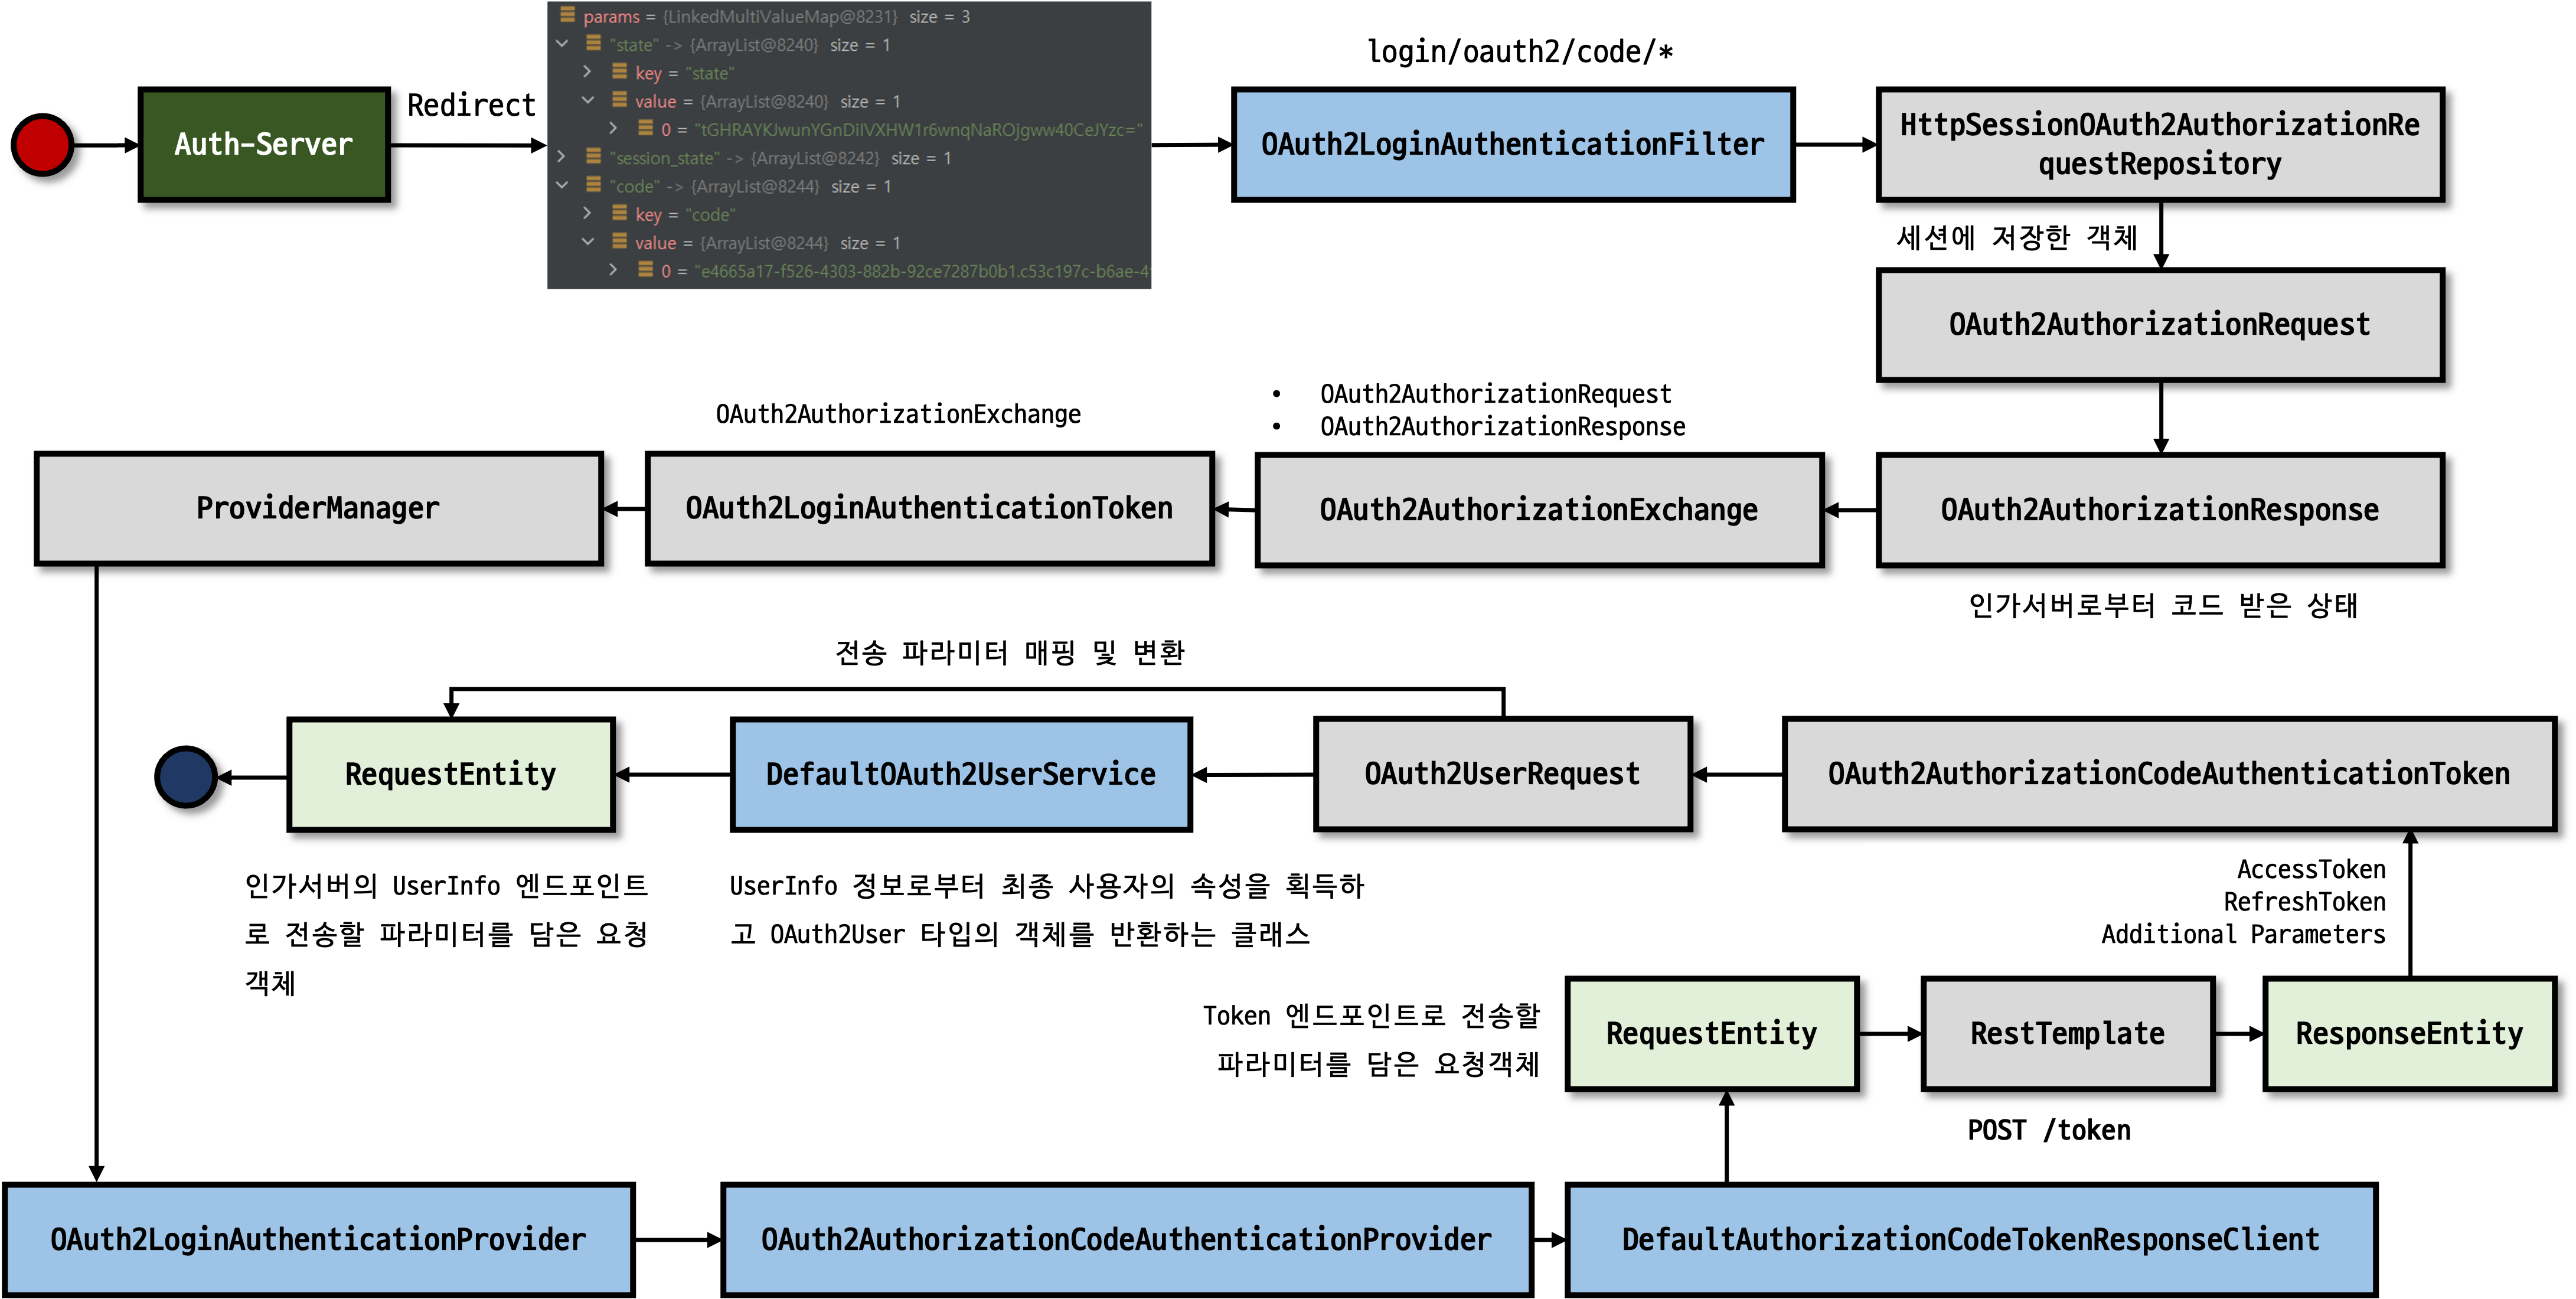 params = {LinkedMultiValueMap@8231} size = 3
"state" -> {ArrayList@8240} size = 1
key = "state"
value = {ArrayList@8240} size = 1
0 = "tGHRAYKJwunYGnDiIVXHW1r6wnqNaROjgww40CeJYzc="
"session_state" -> {ArrayList@8242} size = 1
"code" -> {ArrayList@8244} size = 1
key = "code"
value = {ArrayList@8244} size = 1
0 = "e4665a17-f526-4303-882b-92ce7287b0b1.c53c197c-b6ae-4
Auth-Server
Redirect
login/oauth2/code/*
OAuth2LoginAuthenticationFilter
HttpSessionOAuth2AuthorizationRe
questRepository
세션에 저장한 객체
OAuth2AuthorizationRequest
• OAuth2AuthorizationRequest
• OAuth2AuthorizationResponse
OAuth2AuthorizationExchange
ProviderManager
OAuth2LoginAuthenticationToken
OAuth2AuthorizationExchange
OAuth2AuthorizationResponse
인가서버로부터 코드 받은 상태
전송 파라미터 매핑 및 변환
RequestEntity
DefaultOAuth2UserService
OAuth2UserRequest
OAuth2AuthorizationCodeAuthenticationToken
인가서버의 UserInfo 엔드포인트
로 전송할 파라미터를 담은 요청
객체
UserInfo 정보로부터 최종 사용자의 속성을 획득하
고 OAuth2User 타입의 객체를 반환하는 클래스
AccessToken
RefreshToken
Additional Parameters
Token 엔드포인트로 전송할
파라미터를 담은 요청객체
RequestEntity
RestTemplate
ResponseEntity
POST /token
OAuth2LoginAuthenticationProvider
OAuth2AuthorizationCodeAuthenticationProvider
DefaultAuthorizationCodeTokenResponseClient